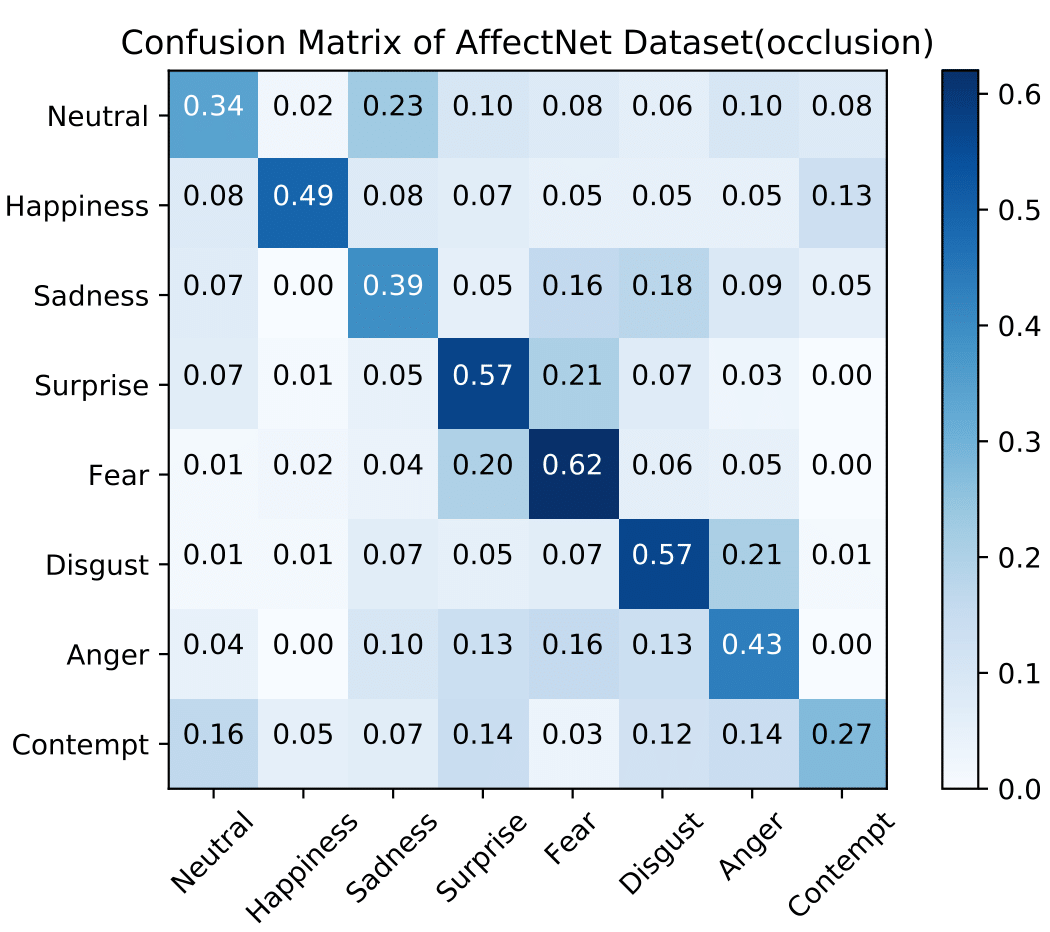 Confusion Matrix of AffectNet Dataset(occlusion)
Neutral 0.34 0.02 0.23 0.10 0.08 0.06 0.10 0.08
Happiness 0.08 0.49 0.08 0.07 0.05 0.05 0.05 0.13
Sadness 0.07 0.00 0.39 0.05 0.16 0.18 0.09 0.05
Surprise 0.07 0.01 0.05 0.57 0.21 0.07 0.03 0.00
Fear 0.01 0.02 0.04 0.20 0.62 0.06 0.05 0.00
Disgust 0.01 0.01 0.07 0.05 0.07 0.57 0.21 0.01
Anger 0.04 0.00 0.10 0.13 0.16 0.13 0.43 0.00
Contempt 0.16 0.05 0.07 0.14 0.03 0.12 0.14 0.27
Neutral Happiness Sadness Surprise Fear Disgust Anger Contempt
0.6
0.5
0.4
0.3
0.2
0.1
0.0